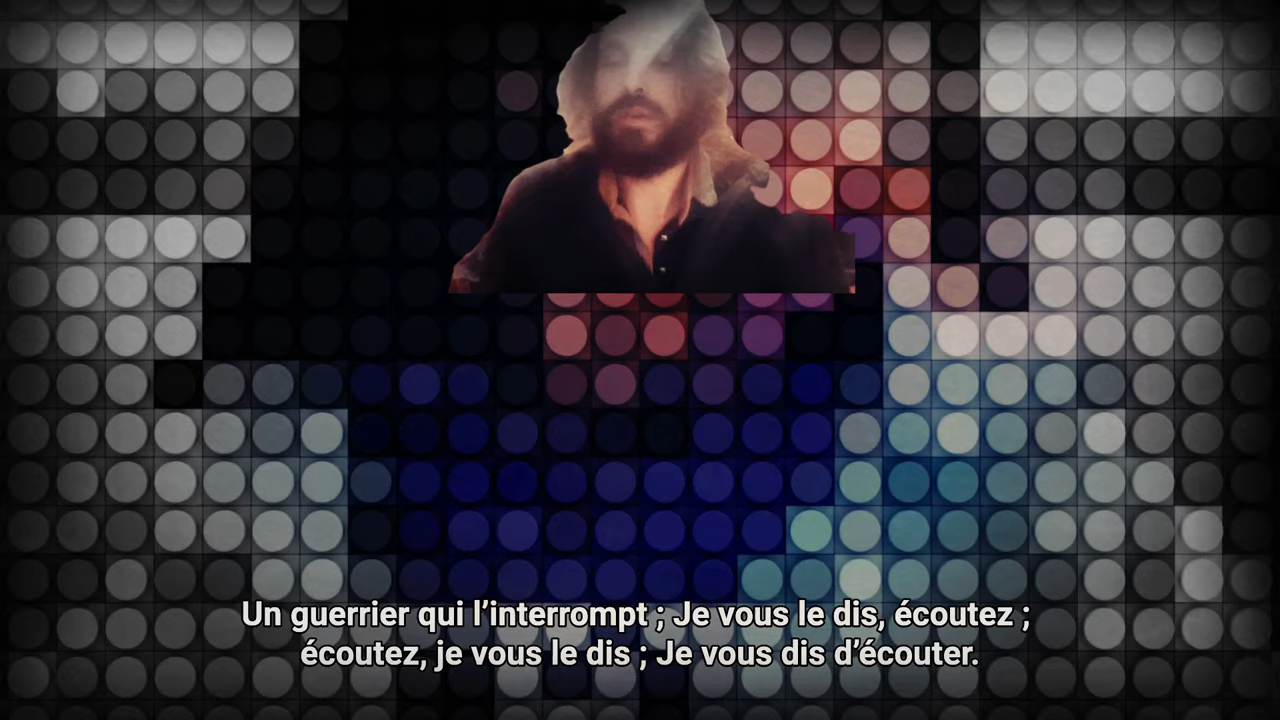 Un guerrier qui l’interrompt ; Je vous le dis, écoutez ;
écoutez, je vous le dis ; Je vous dis d’écouter.